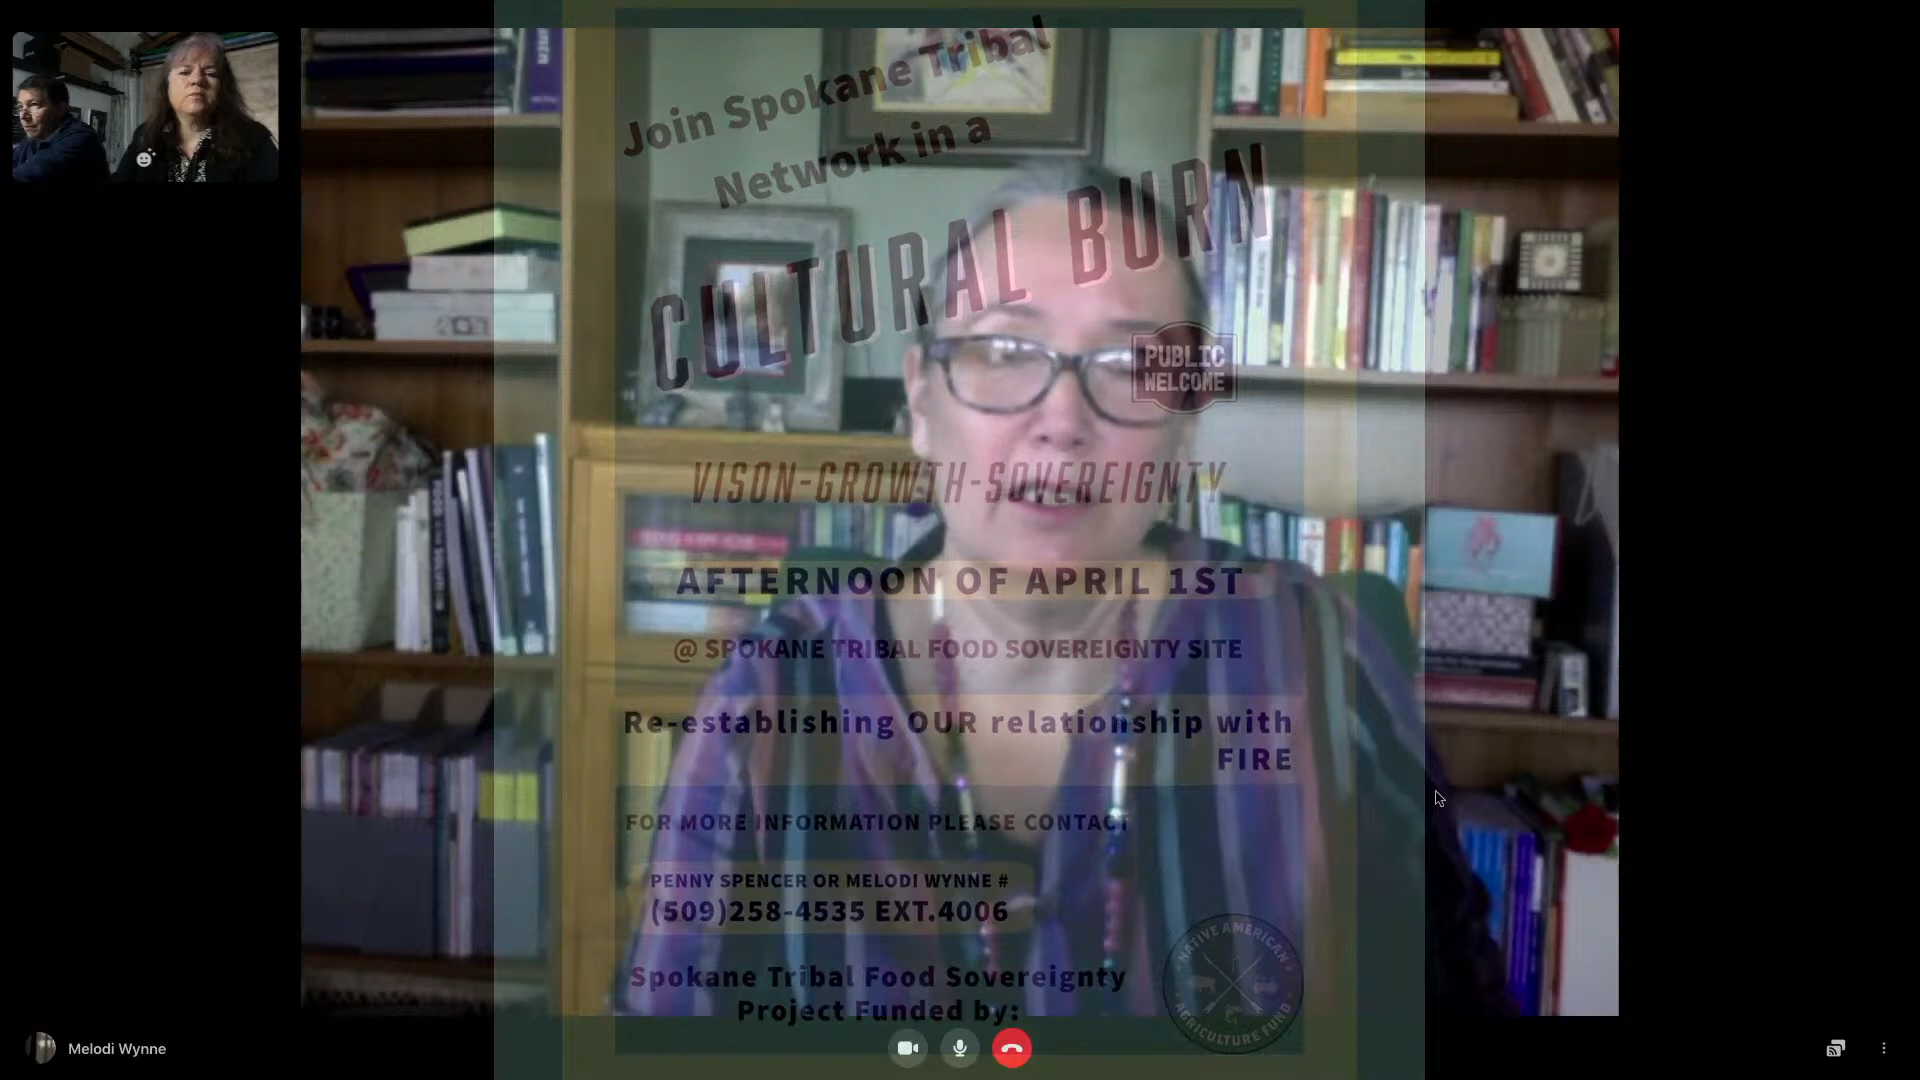 Join Spokane Tribal
Network in a
CULTURAL BURN
PUBLIC
WELCOME
VISON-GROWTH-SOVEREIGNTY
AFTERNOON OF APRIL 1ST
@ SPOKANE TRIBAL FOOD SOVEREIGNTY SITE
Re-establishing OUR relationship with
FIRE
FOR MORE INFORMATION PLEASE CONTACT
PENNY SPENCER OR MELODI WYNNE #
(509)258-4535 EXT.4006
Spokane Tribal Food Sovereignty
Project Funded by:
NATIVE AMERICAN
AGRICULTURE FUND
Melodi Wynne